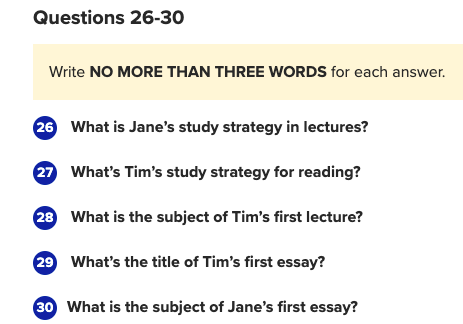 Questions 26-30
Write NO MORE THAN THREE WORDS for each answer.
26 What is Jane's study strategy in lectures?
27 What's Tim's study strategy for reading?
28 What is the subject of Tim's first lecture?
29 What's the title of Tim's first essay?
30 What is the subject of Jane's first essay?